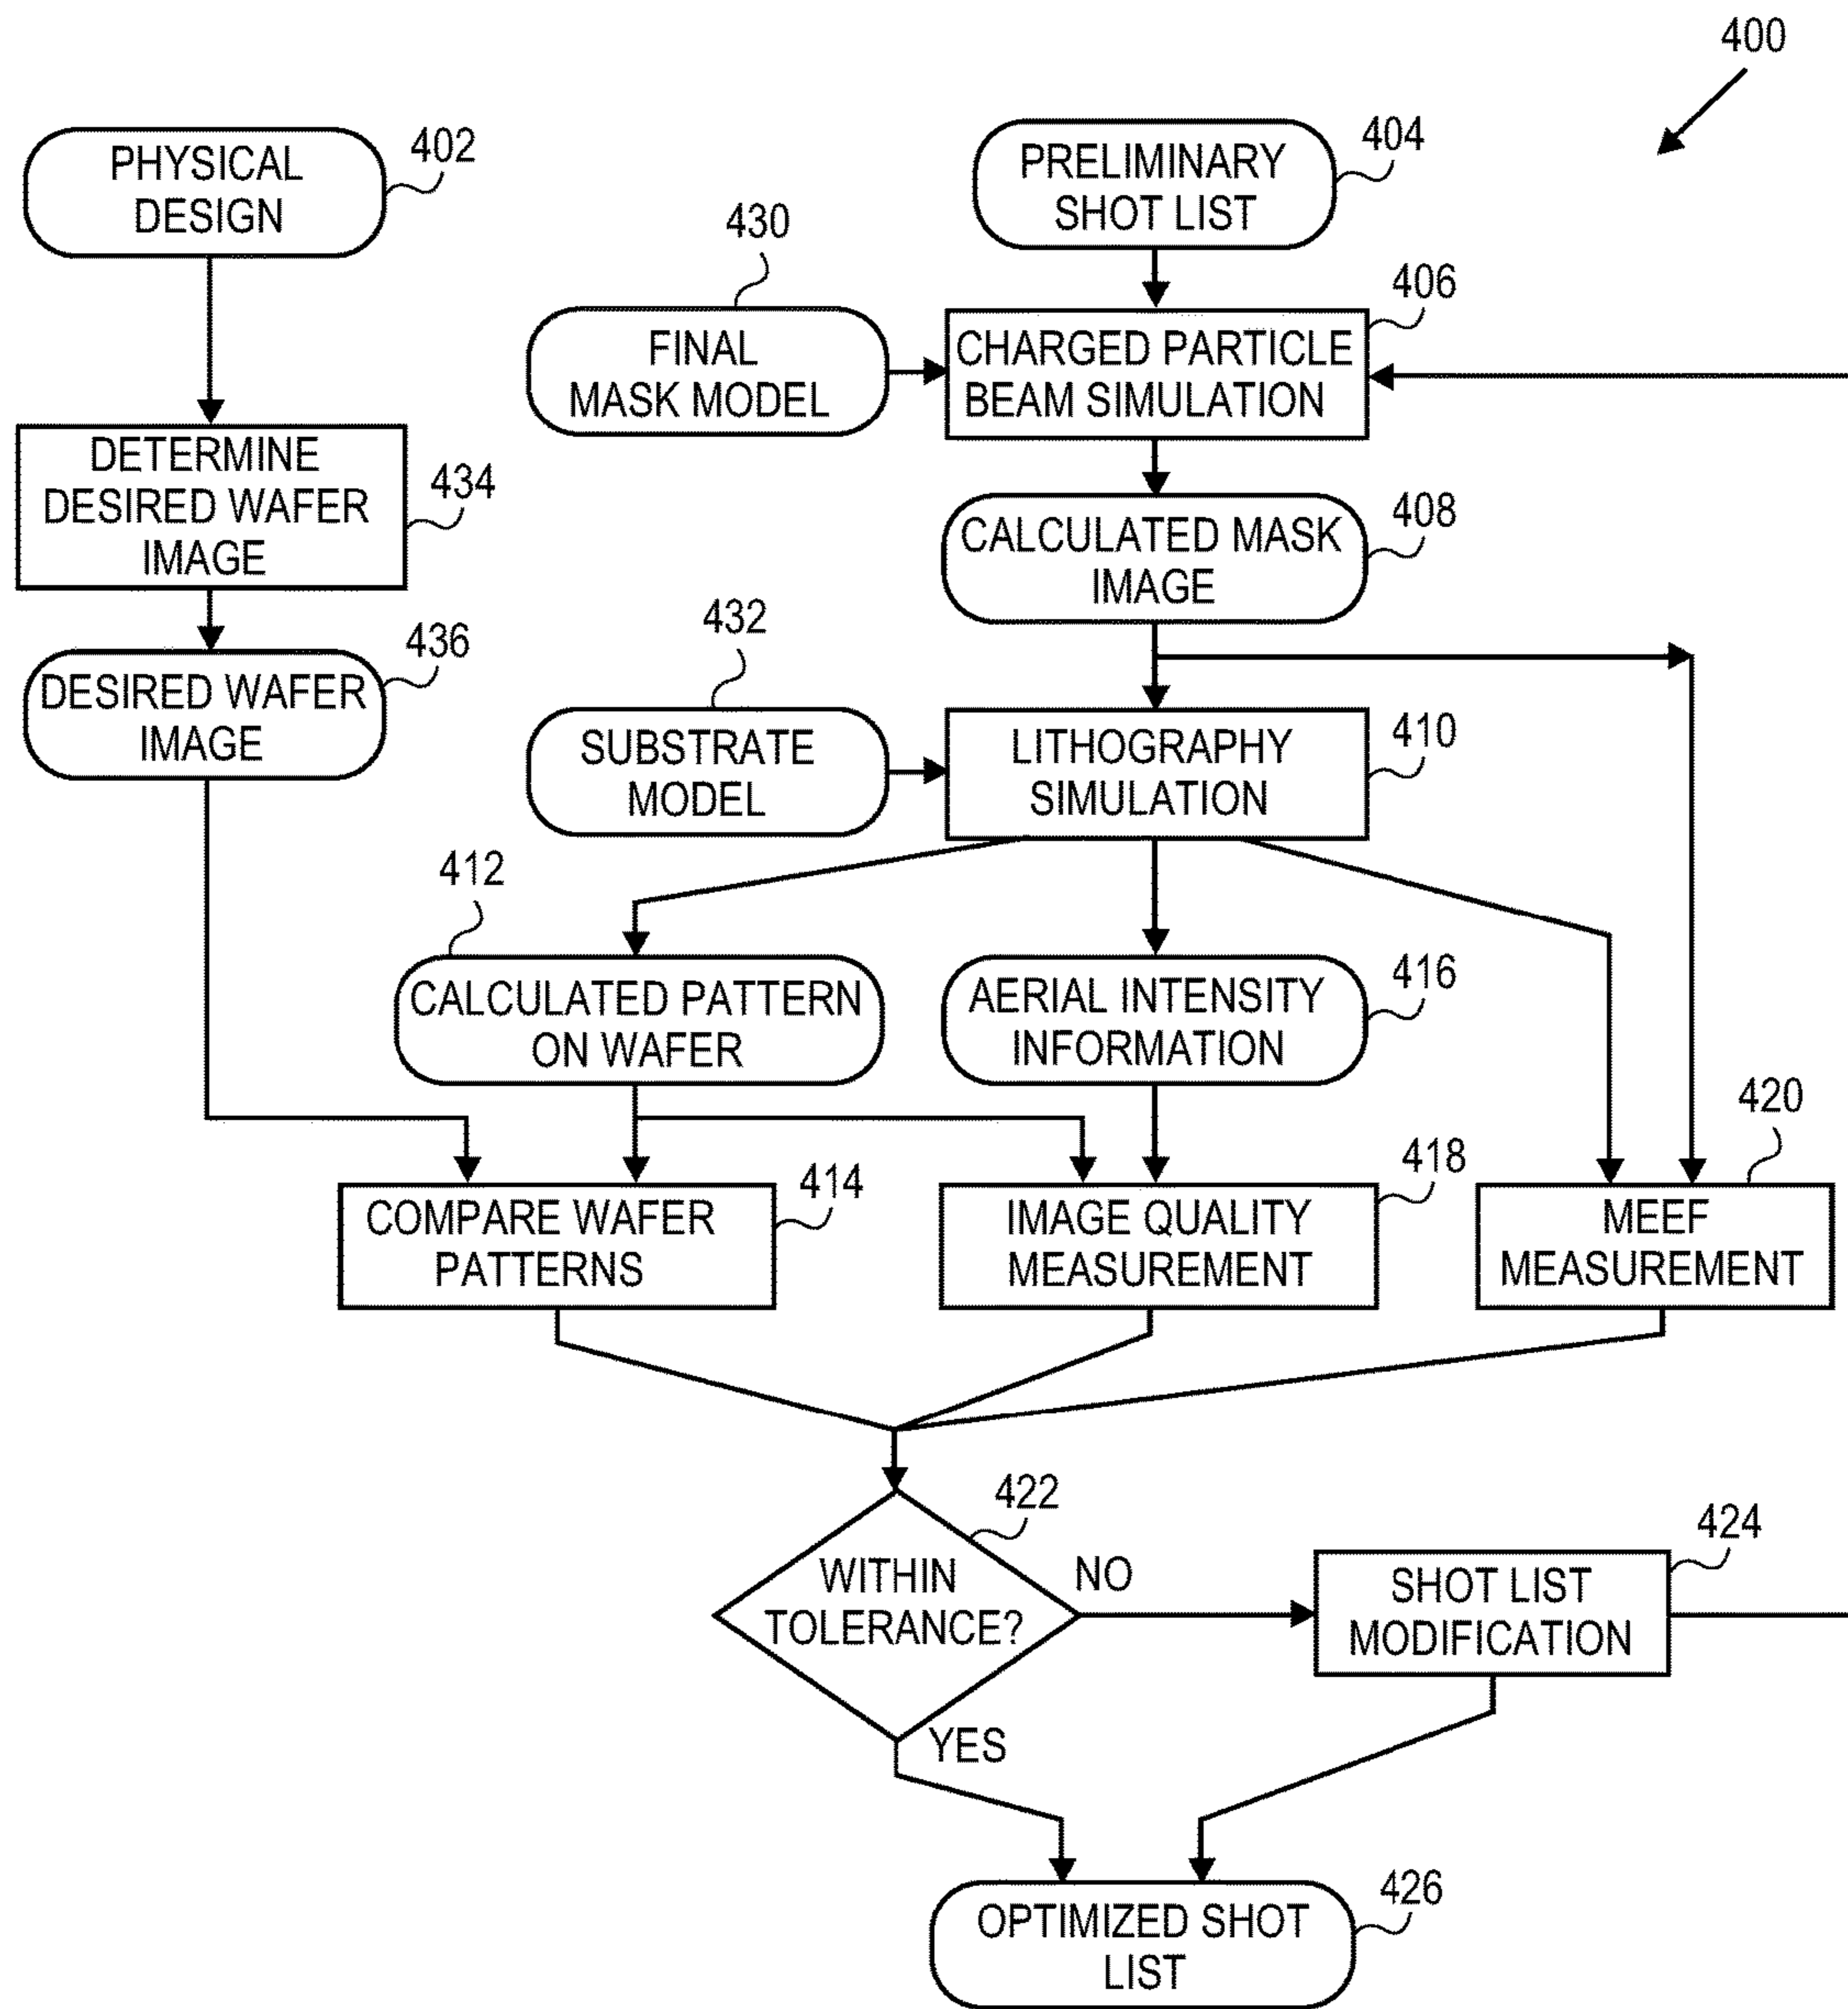 400
PHYSICAL
DESIGN
402
PRELIMINARY
SHOT LIST
404
430
FINAL
MASK MODEL
CHARGED PARTICLE
BEAM SIMULATION
406
DETERMINE
DESIRED WAFER
IMAGE
434
CALCULATED MASK
IMAGE
408
DESIRED WAFER
IMAGE
436
432
SUBSTRATE
MODEL
LITHOGRAPHY
SIMULATION
410
412
CALCULATED PATTERN
ON WAFER
AERIAL INTENSITY
INFORMATION
416
COMPARE WAFER
PATTERNS
414
IMAGE QUALITY
MEASUREMENT
418
420
MEEF
MEASUREMENT
422
WITHIN
TOLERANCE?
NO
SHOT LIST
MODIFICATION
424
YES
OPTIMIZED SHOT
LIST
426